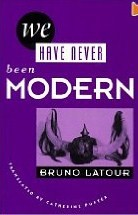 we
HAVE NEVER
been
MODERN
BRUNO LATOUR
TRANSLATED BY CATHERINE PORTER